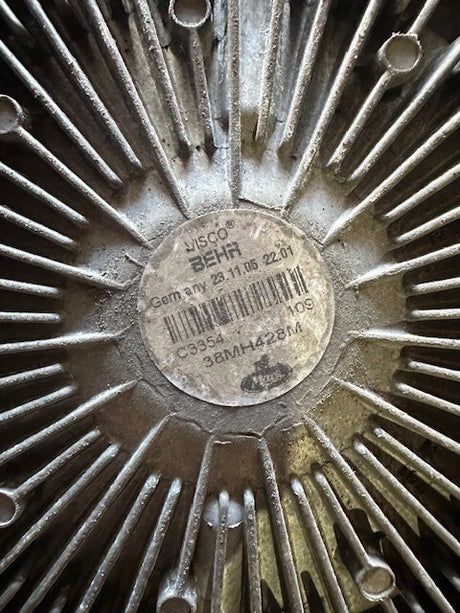 VISCO®
BEHR
Germany 23.11.05 22.01
C3354 109
38MH428M